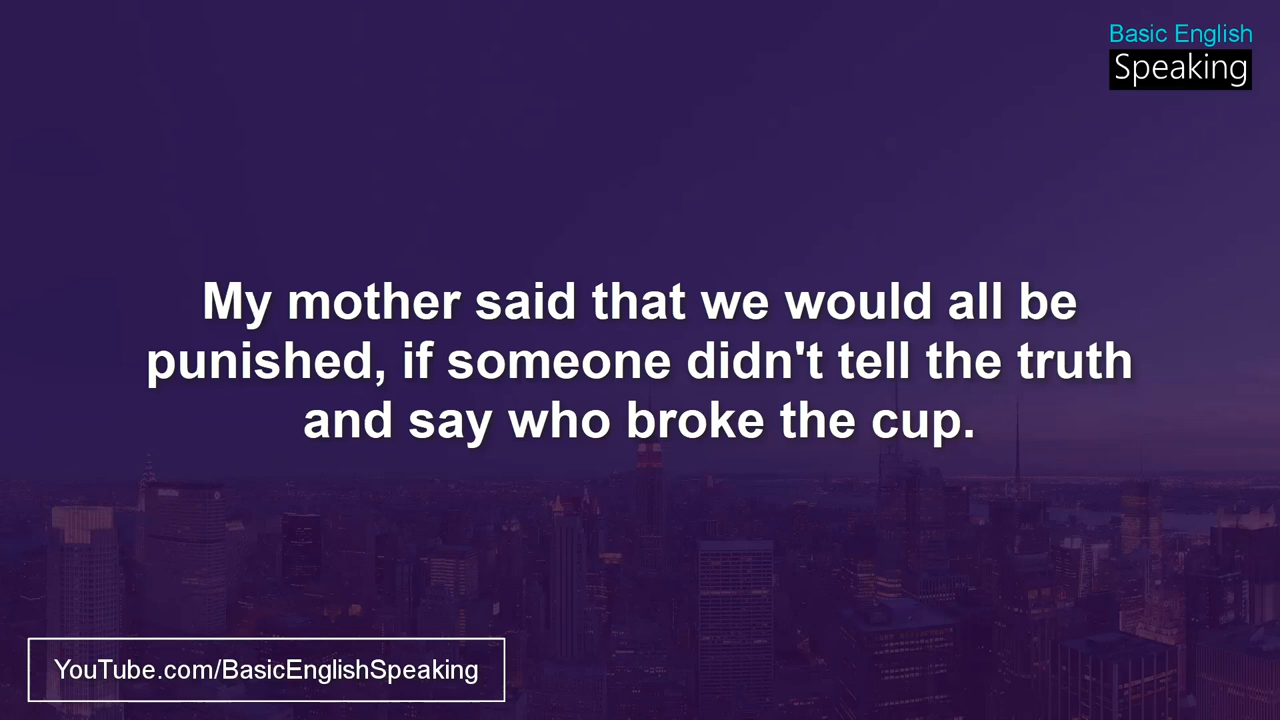 Basic English
Speaking
My mother said that we would all be
punished, if someone didn't tell the truth
and say who broke the cup.
YouTube.com/BasicEnglishSpeaking